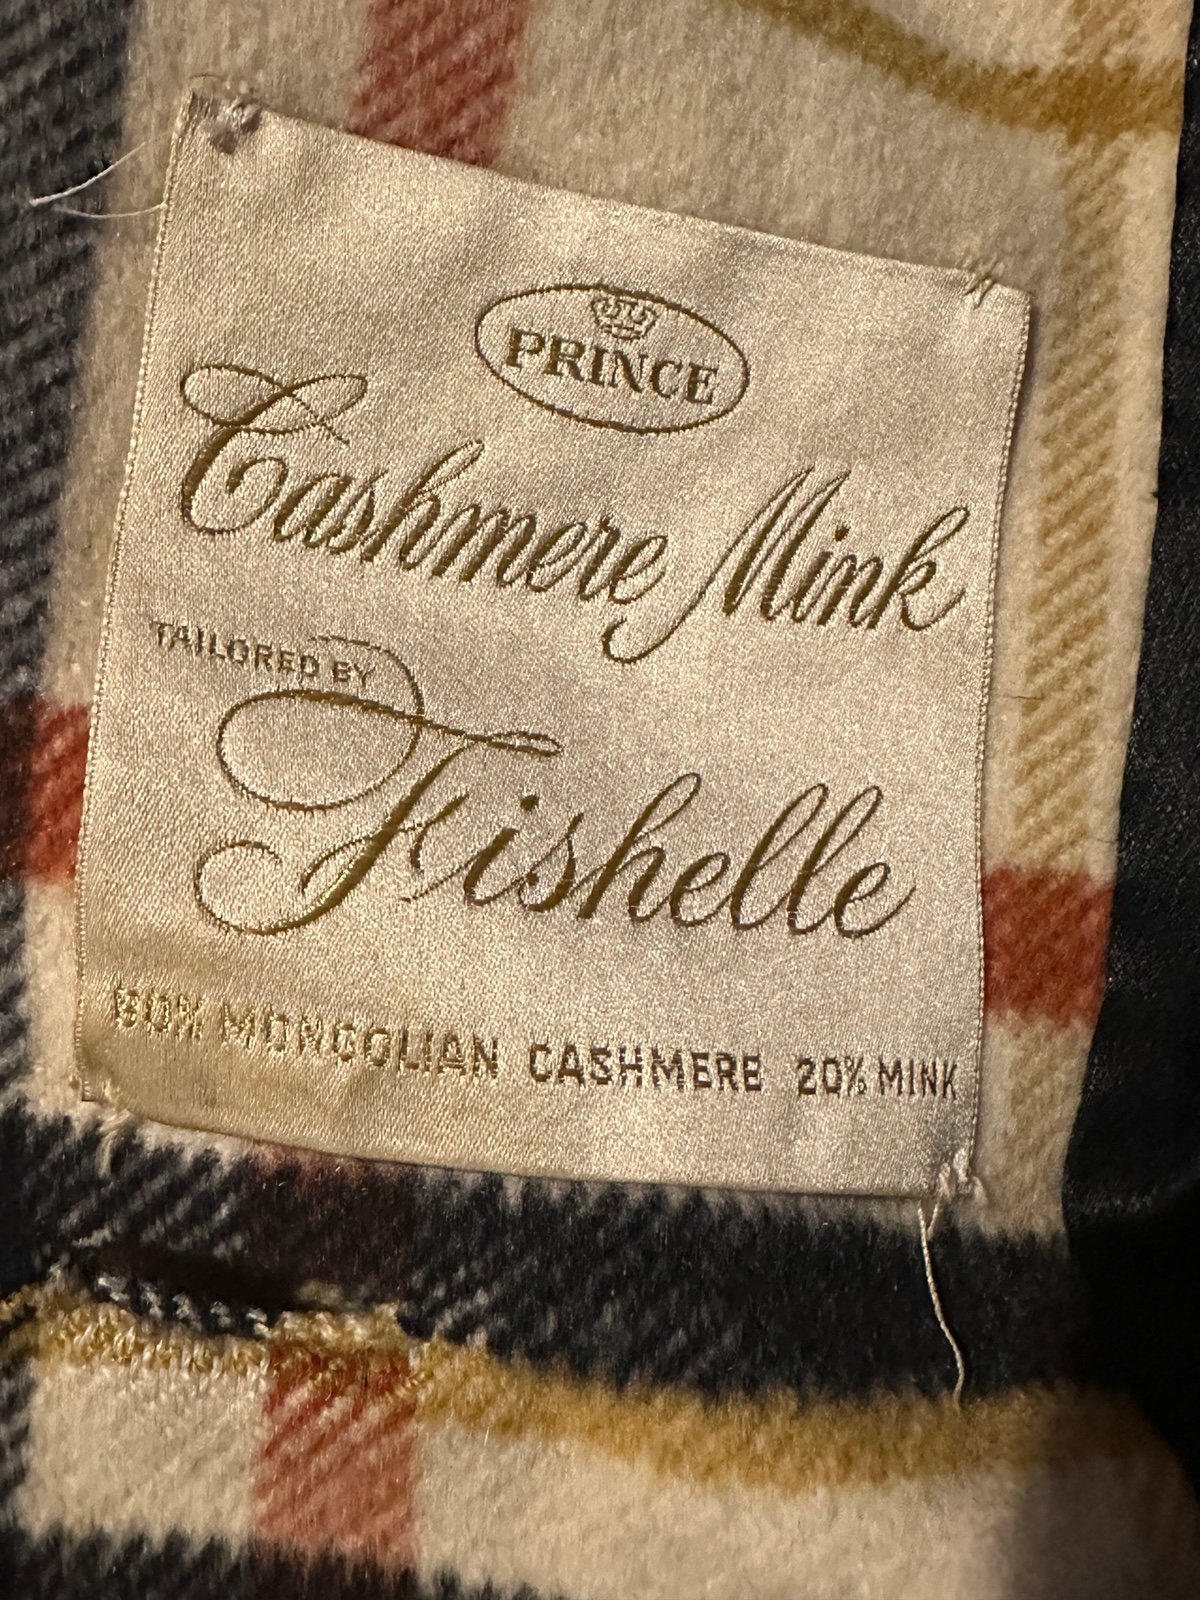 PRINCE
Cashmere Mink
TAILORED BY
Fishelle
80% MONGOLIAN CASHMERE 20% MINK